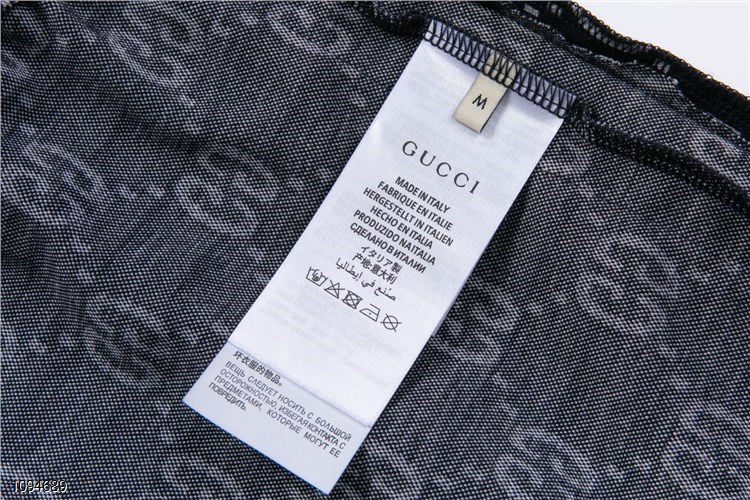 M
GUCCI
MADE IN ITALY
FABRIQUE EN ITALIE
HERGESTELLT IN ITALIEN
HECHO EN ITALIA
PRODUZIDO NA ITALIA
СДЕЛАНО В ИТАЛИИ
イタリア製
产地:意大利
صنع في إيطاليا
坏衣服的物品。
ВЕЩЬ СЛЕДУЕТ НОСИТЬ С БОЛЬШОЙ
ОСТОРОЖНОСТЬЮ, ИЗБЕГАЯ КОНТАКТА С
ПРЕДМЕТАМИ, КОТОРЫЕ МОГУТ ЕЕ
ПОВРЕДИТЬ.
1094689